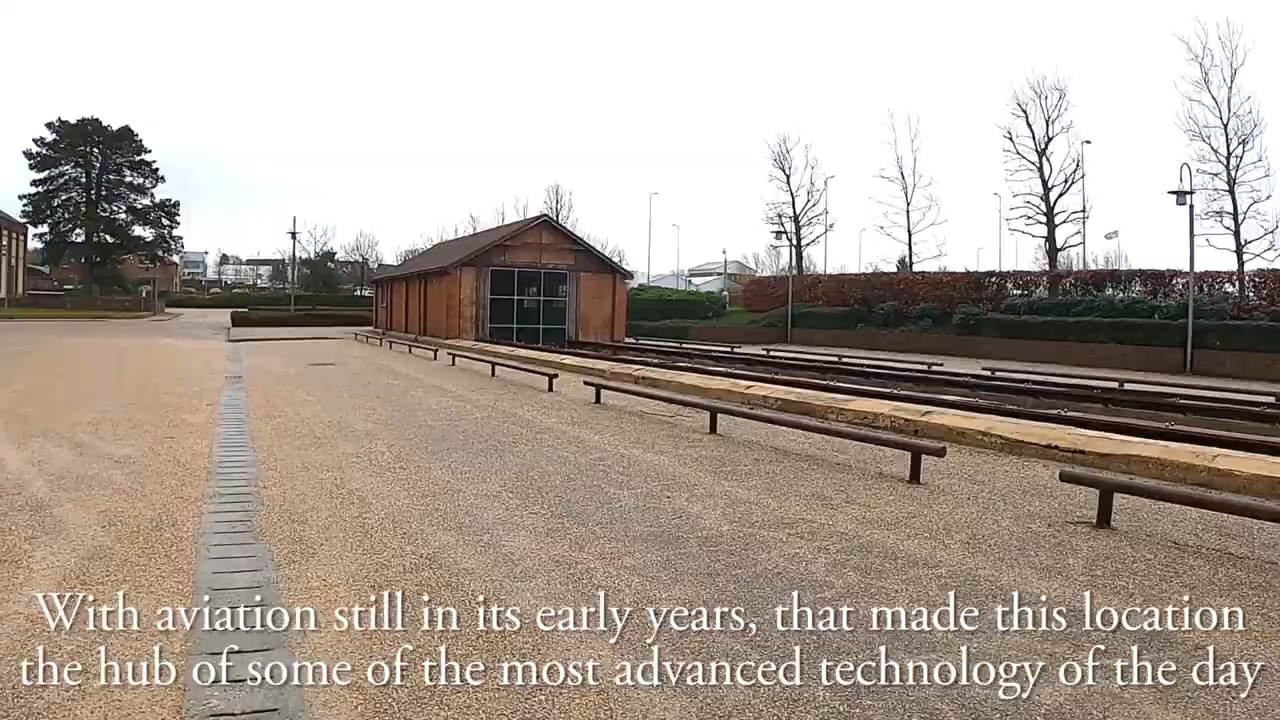 With aviation still in its early years, that made this location
the hub of some of the most advanced technology of the day